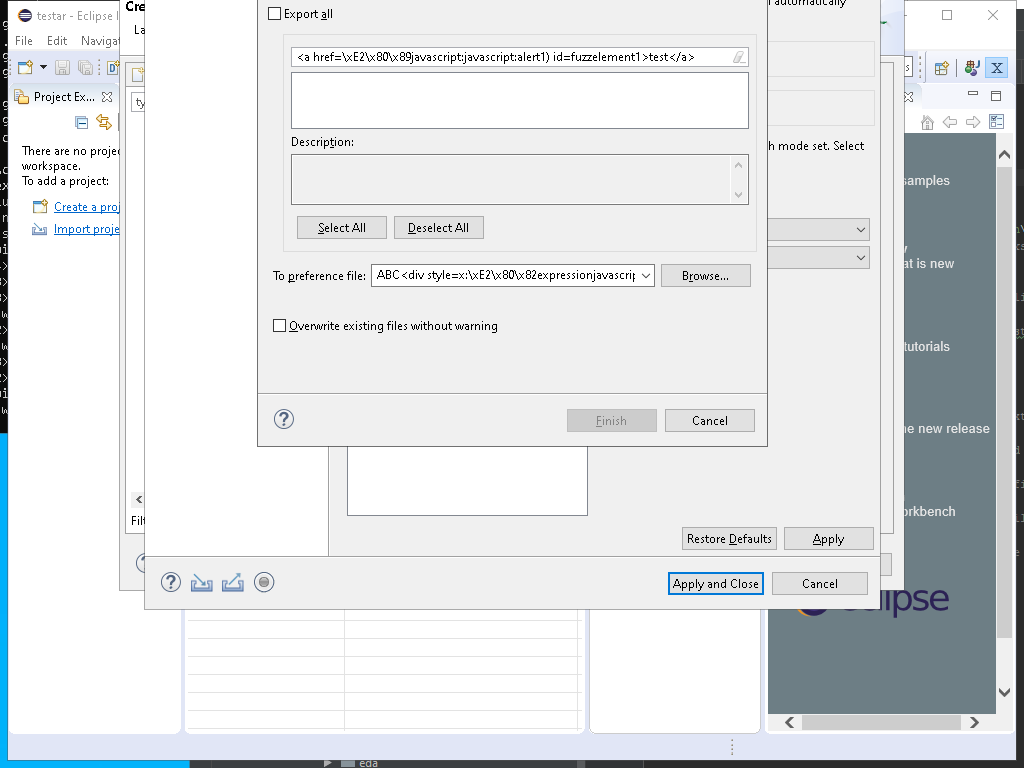 testar - Eclipse I
File Edit Navigat
Project Ex...
There are no proje
workspace.
To add a project:
Create a proj
Import proje
Cre
La
ty
Filt
Export all
<a href=\xE2\x80\x89javascript:javascript:alert1) id=fuzzelement1>test</a>
Description:
Select All
Deselect All
To preference file:
ABC<div style=x:\xE2\x80\x82expressionjavascrip
Browse...
Overwrite existing files without warning
Finish
Cancel
automatically
h mode set. Select
Restore Defaults
Apply
Apply and Close
Cancel
samples
at is new
tutorials
e new release
orkbench
eclipse
eda